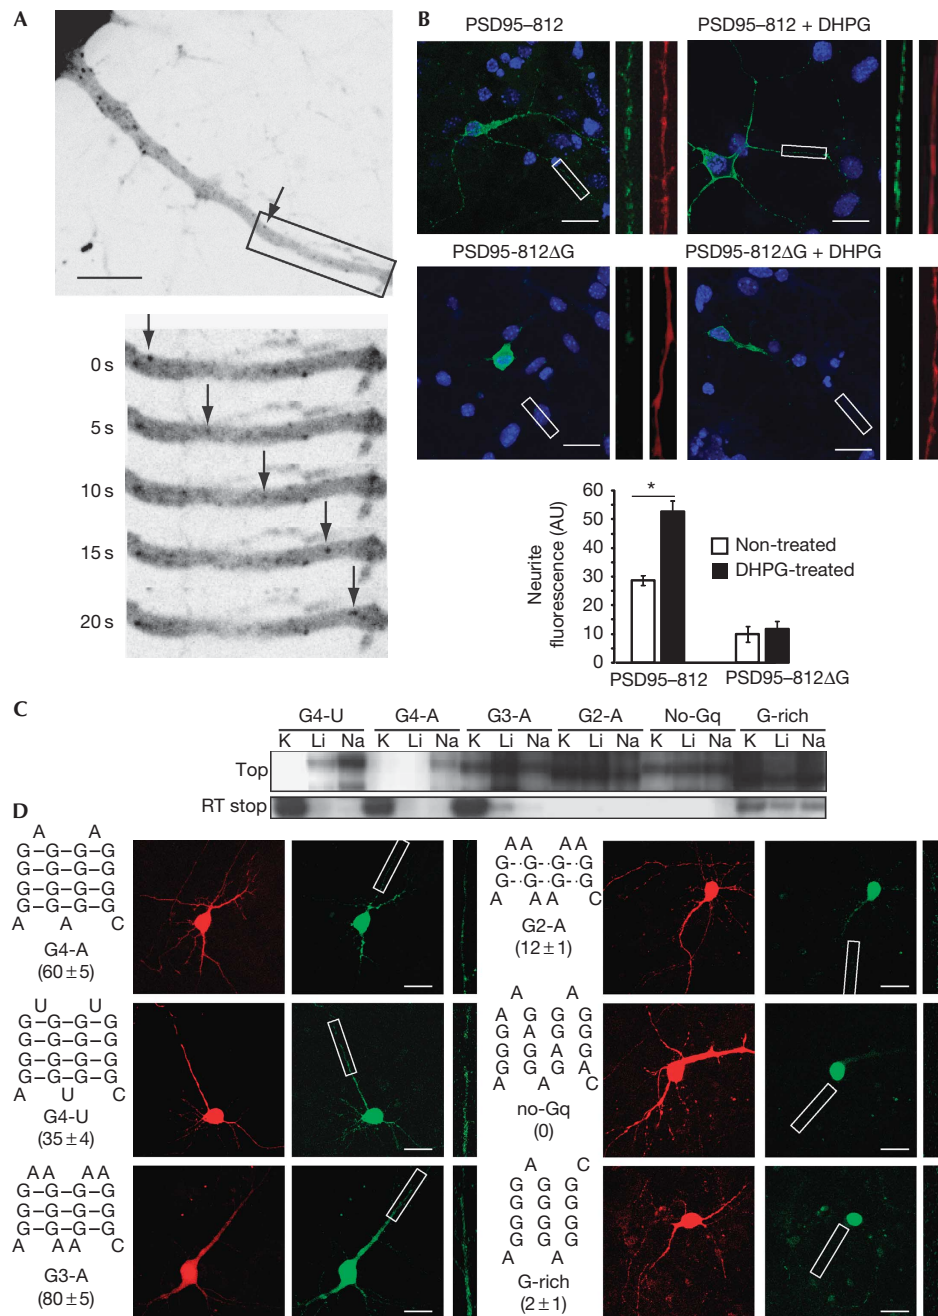 A
0 s
5 s
10 s
15 s
20 s
B
PSD95–812
PSD95–812 + DHPG
PSD95-812ΔG
PSD95–812ΔG + DHPG
Neurite
fluorescence (AU)
60
50
40
30
20
10
0
*
Non-treated
DHPG-treated
PSD95–812
PSD95–812ΔG
C
G4-U G4-A G3-A G2-A No-Gq G-rich
K Li Na K Li Na K Li Na K Li Na K Li Na K Li Na
Top
RT stop
D
A A
G–G–G–G
G–G–G–G
G–G–G–G
G–G–G–G
A A C
G4-A
(60±5)
U U
G–G–G–G
G–G–G–G
G–G–G–G
G–G–G–G
A U C
G4-U
(35±4)
AA AA
G–G–G–G
G–G–G–G
G–G–G–G
A AA C
G3-A
(80±5)
AA AA
G-·G-·G-·G
G-·G-·G-·G
A AA C
G2-A
(12±1)
A A
A G G G
G A G G
G G A G
G G G A
A A C
no-Gq
(0)
A C
G G G
G G G
G G G
G G G
A A
G-rich
(2±1)